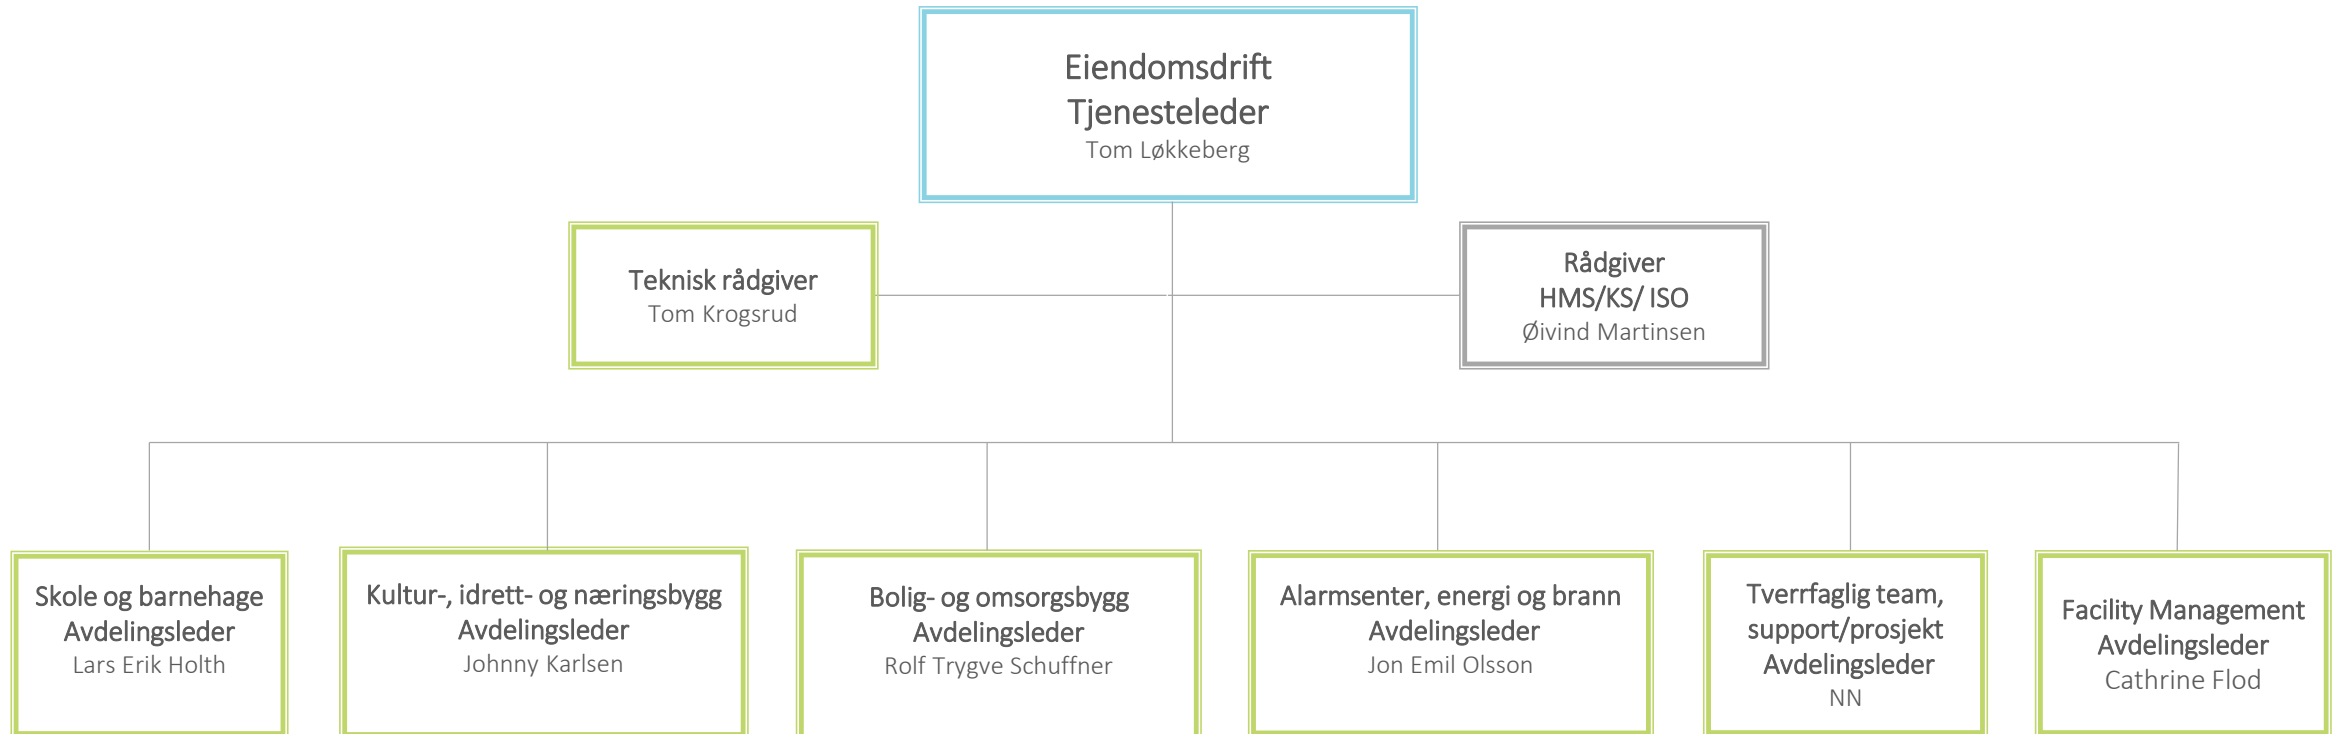 Eiendomsdrift
Tjenesteleder
Tom Løkkeberg
Teknisk rådgiver
Tom Krogsrud
Rådgiver
HMS/KS/ ISO
Øivind Martinsen
Skole og barnehage
Avdelingsleder
Lars Erik Holth
Kultur-, idrett- og næringsbygg
Avdelingsleder
Johnny Karlsen
Bolig- og omsorgsbygg
Avdelingsleder
Rolf Trygve Schuffner
Alarmsenter, energi og brann
Avdelingsleder
Jon Emil Olsson
Tverrfaglig team,
support/prosjekt
Avdelingsleder
NN
Facility Management
Avdelingsleder
Cathrine Flod